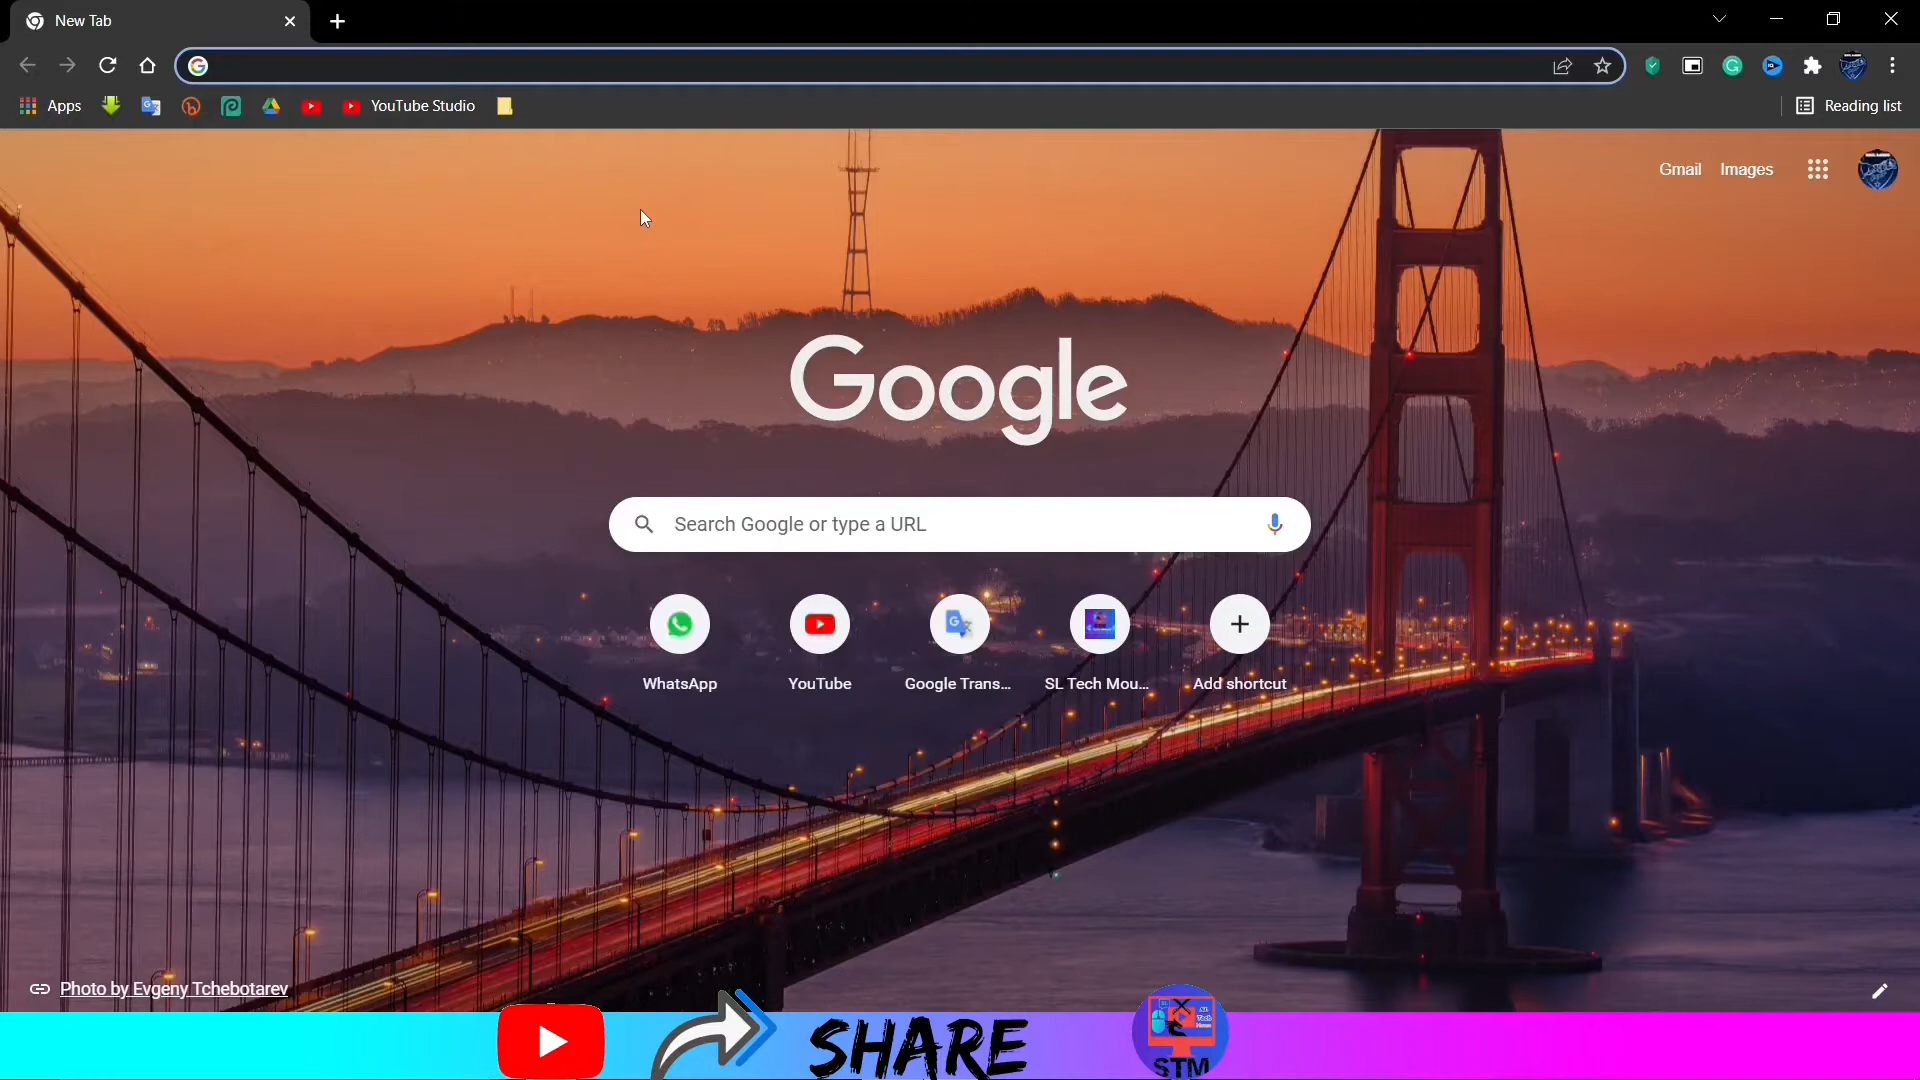 New Tab
Apps
YouTube Studio
Reading list
Gmail Images
Google
Search Google or type a URL
WhatsApp
YouTube
Google Trans...
SL Tech Mou...
Add shortcut
Photo by Evgeny Tchebotarev
SHARE
STM